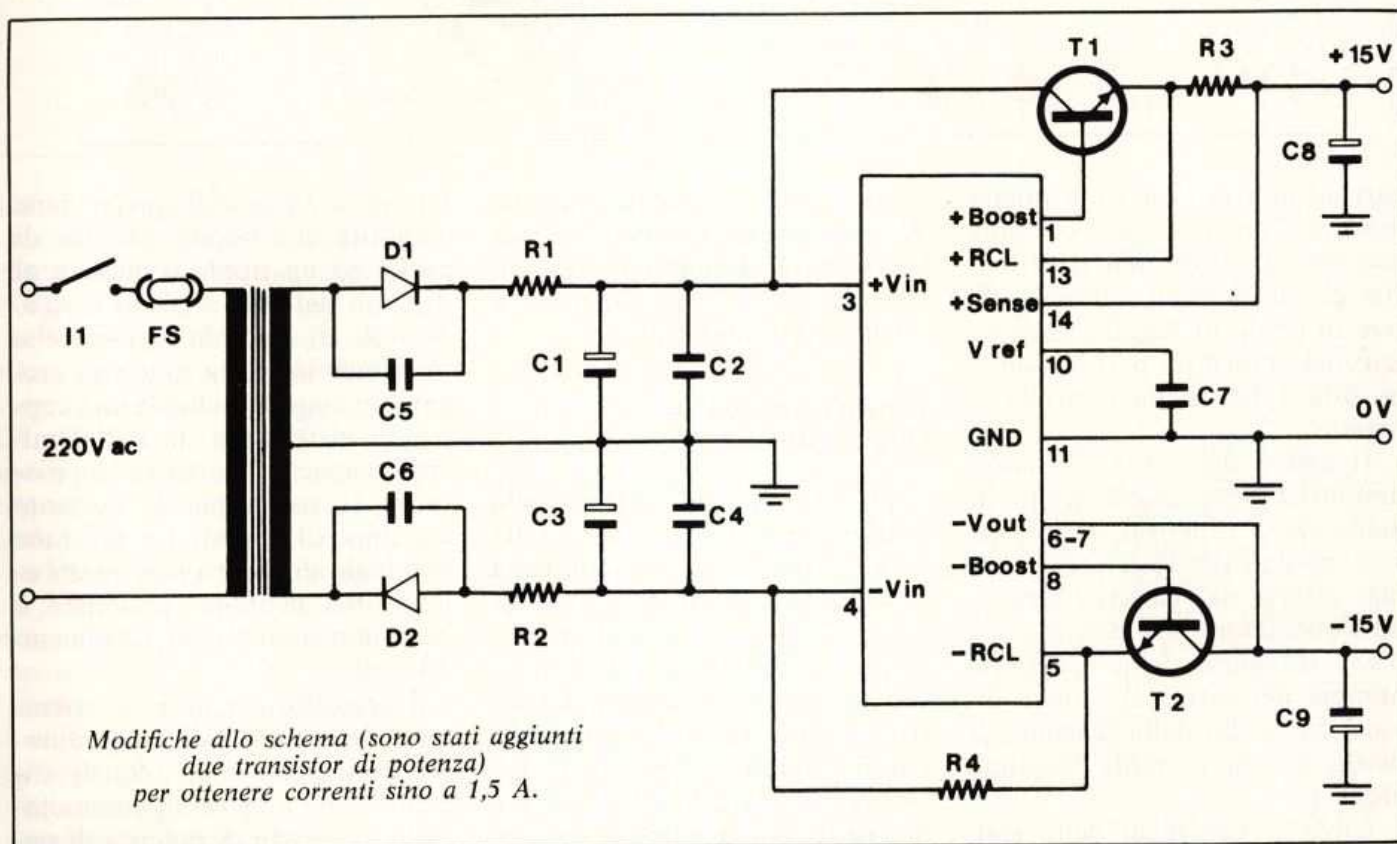 T1
R3
+15V
C8
+Boost
1
+RCL
13
+Sense
14
Vref
10
C7
GND
11
0V
-Vout
6-7
-Boost
8
-RCL
5
T2
-15V
C9
R4
+Vin
3
-Vin
4
D1
R1
I1
FS
C5
C1
C2
220Vac
C6
C3
C4
D2
R2
Modifiche allo schema (sono stati aggiunti
due transistor di potenza)
per ottenere correnti sino a 1,5 A.